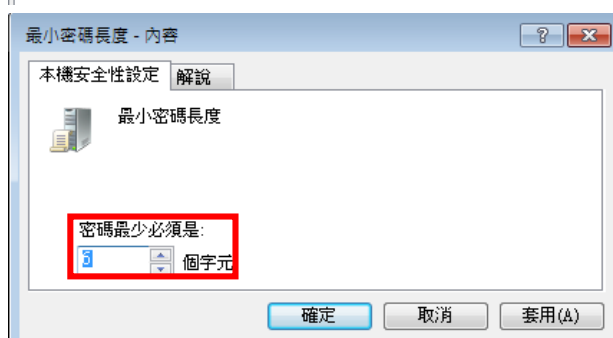 最小密碼長度 - 內容
本機安全性設定 解說
最小密碼長度
密碼最少必須是:
6 個字元
確定 取消 套用(A)